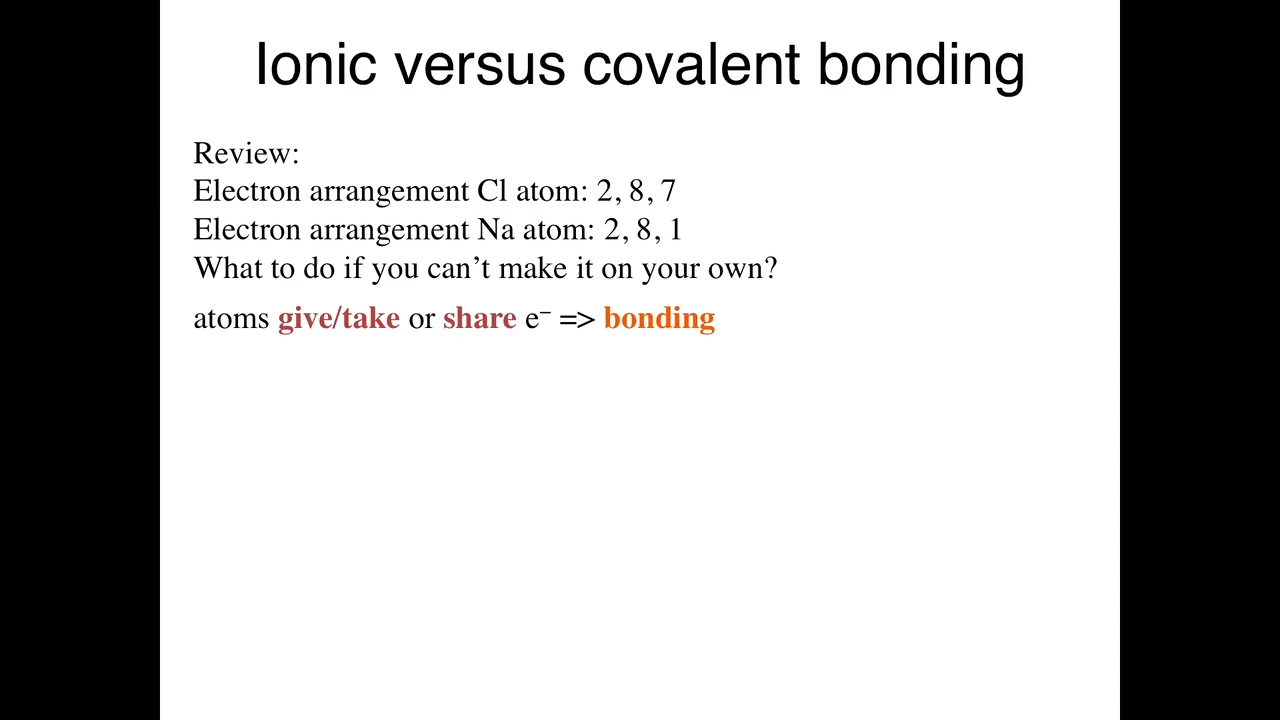 Ionic versus covalent bonding
Review:
Electron arrangement Cl atom: 2, 8, 7
Electron arrangement Na atom: 2, 8, 1
What to do if you can’t make it on your own?
atoms give/take or share e⁻ => bonding